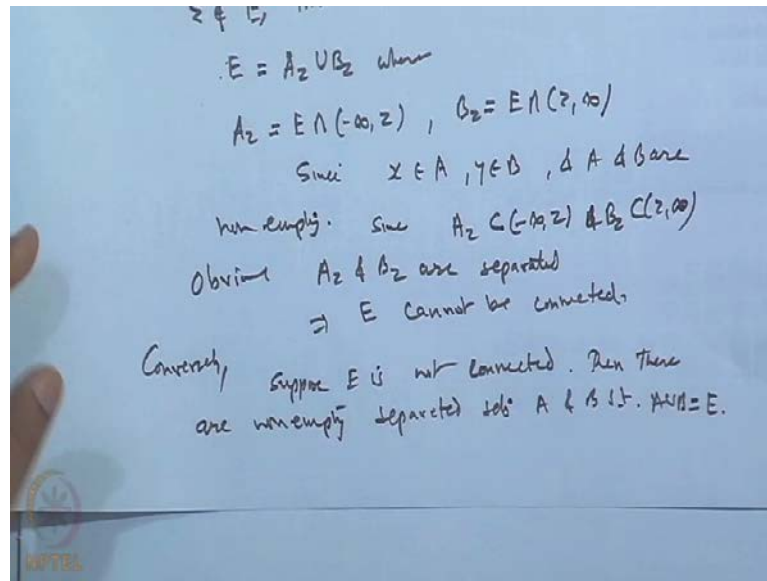 z ∉ E,
E = A_z ∪ B_z where
A_z = E ∩ (-∞, z) , B_z = E ∩ (z, ∞)
Since x ∈ A , y ∈ B , & A & B are
non empty. Since A_z ⊂ (-∞, z) & B_z ⊂ (z, ∞)
Obvious A_z & B_z are separated
⇒ E cannot be connected.
Conversely, Suppose E is not connected. Then there
are nonempty separated sets A & B s.t. A∪B = E.
NPTEL